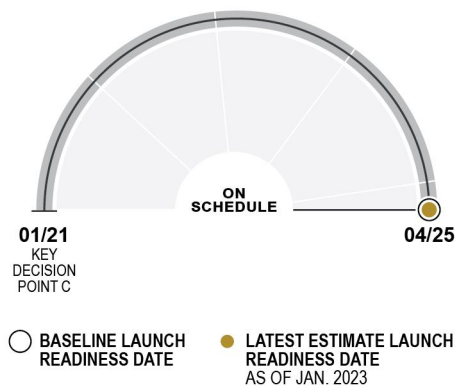 ON
SCHEDULE
01/21
KEY
DECISION
POINT C
04/25
BASELINE LAUNCH
READINESS DATE
LATEST ESTIMATE LAUNCH
READINESS DATE
AS OF JAN. 2023